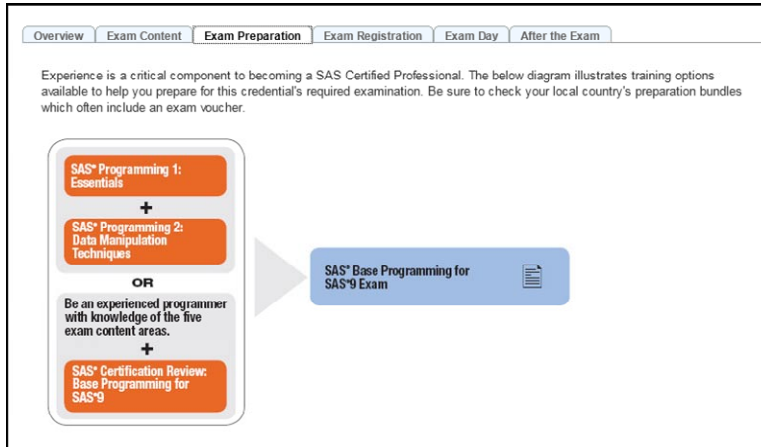 Overview Exam Content Exam Preparation Exam Registration Exam Day After the Exam
Experience is a critical component to becoming a SAS Certified Professional. The below diagram illustrates training options
available to help you prepare for this credential's required examination. Be sure to check your local country's preparation bundles
which often include an exam voucher.
SAS® Programming 1:
Essentials
+
SAS® Programming 2:
Data Manipulation
Techniques
OR
Be an experienced programmer
with knowledge of the five
exam content areas.
+
SAS® Certification Review:
Base Programming for
SAS®9
SAS® Base Programming for
SAS®9 Exam